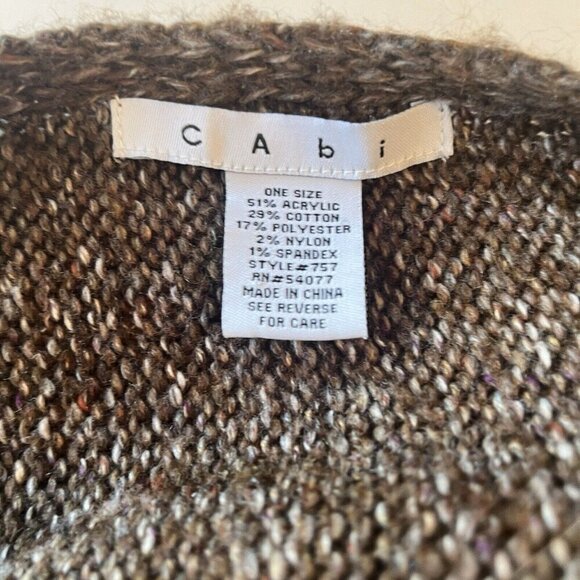 CAbi
ONE SIZE
51% ACRYLIC
29% COTTON
17% POLYESTER
2% NYLON
1% SPANDEX
STYLE#757
RN#54077
MADE IN CHINA
SEE REVERSE
FOR CARE